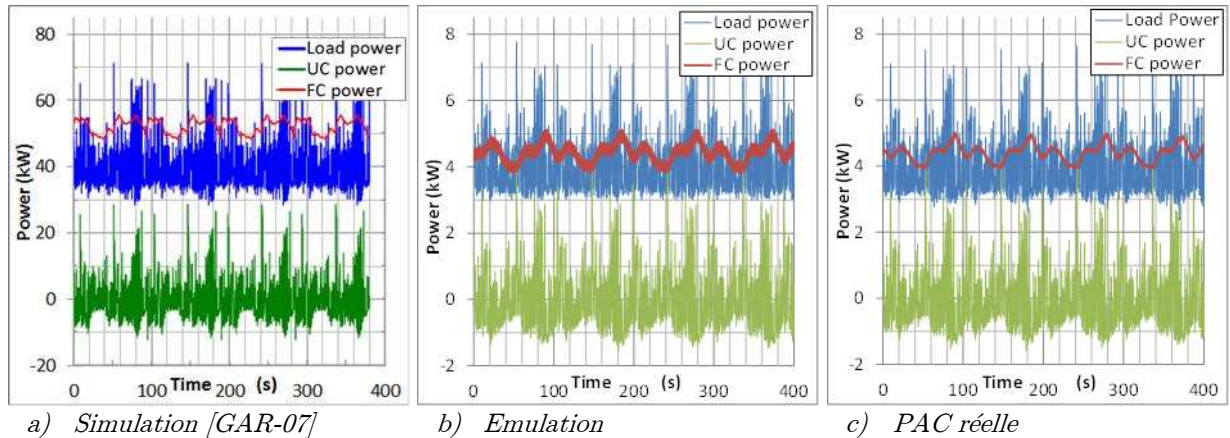 80
60
40
20
0
-20
Power (kW)
Load power
UC power
FC power
0 100 200 300 400
Time (s)
a) Simulation [GAR-07]
8
6
4
2
0
-2
Power (kW)
Load power
UC power
FC power
0 100 200 300 400
Time (s)
b) Emulation
8
6
4
2
0
-2
Power (kW)
Load Power
UC power
FC power
0 100 200 300 400
Time (s)
c) PAC réelle